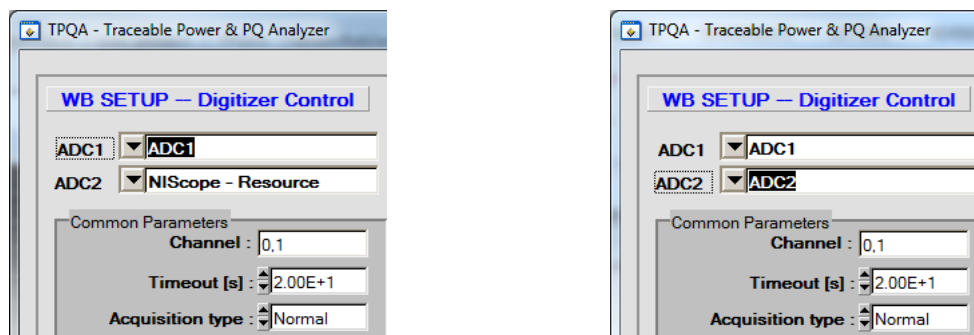 TPQA - Traceable Power & PQ Analyzer
WB SETUP -- Digitizer Control
ADC1 ADC1
ADC2 NIScope - Resource
Common Parameters
Channel : 0,1
Timeout [s] : 2.00E+1
Acquisition type : Normal
TPQA - Traceable Power & PQ Analyzer
WB SETUP -- Digitizer Control
ADC1 ADC1
ADC2 ADC2
Common Parameters
Channel : 0,1
Timeout [s] : 2.00E+1
Acquisition type : Normal